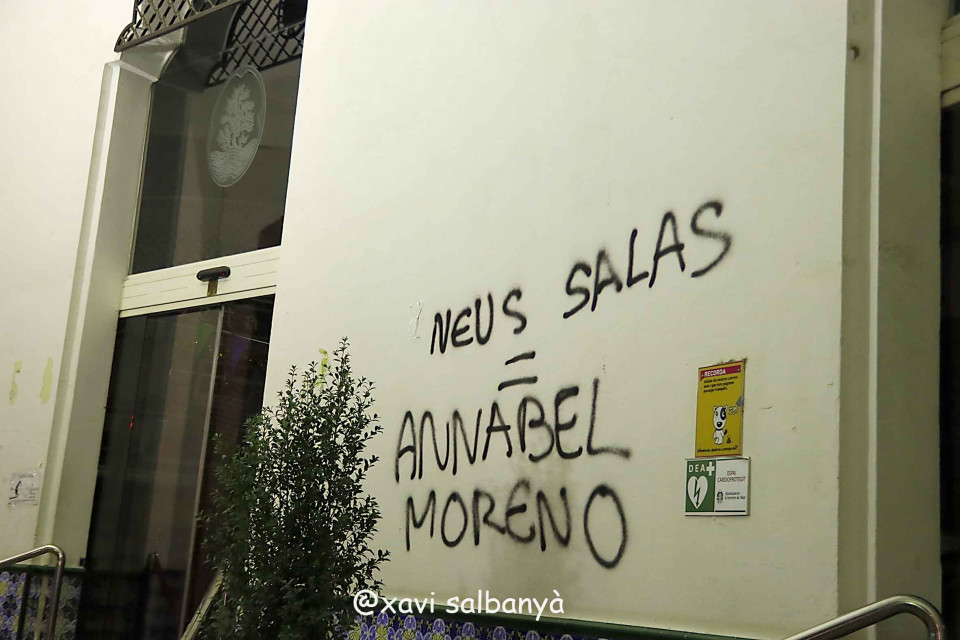 NEUS SALAS
=
ANNABEL
MORENO
RECORDA
DEA+
ESPAI
CARDIOPROTEGIT
@xavi salbanyà